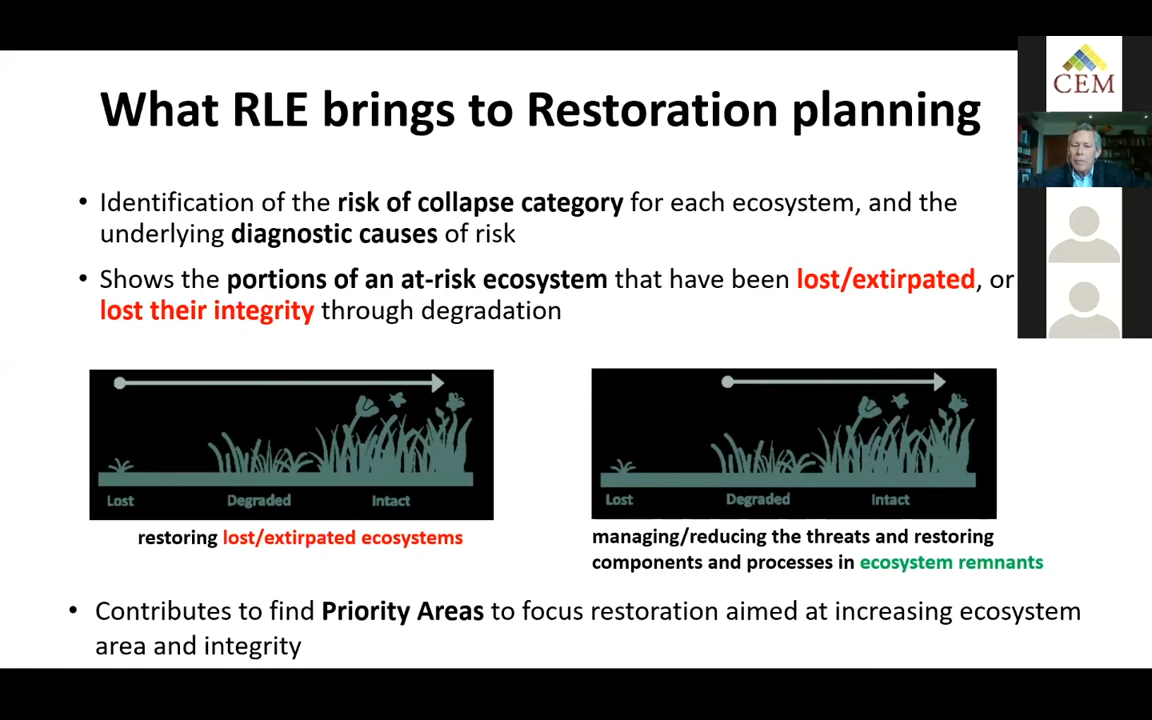 What RLE brings to Restoration planning
CEM
• Identification of the risk of collapse category for each ecosystem, and the
underlying diagnostic causes of risk
• Shows the portions of an at-risk ecosystem that have been lost/extirpated, or
lost their integrity through degradation
Lost Degraded Intact
restoring lost/extirpated ecosystems
Lost Degraded Intact
managing/reducing the threats and restoring
components and processes in ecosystem remnants
• Contributes to find Priority Areas to focus restoration aimed at increasing ecosystem
area and integrity